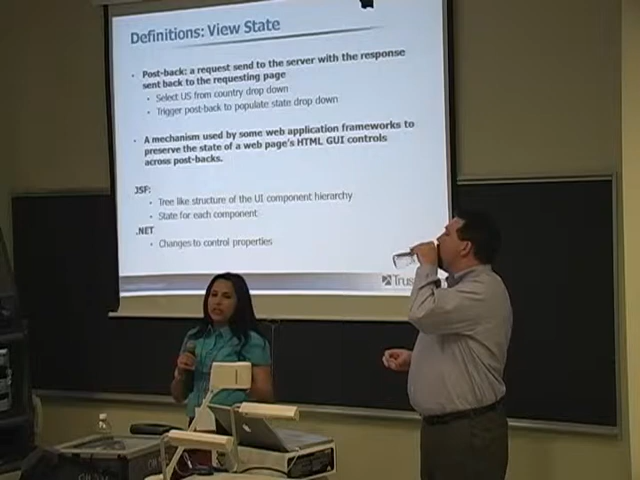 Definitions: View State
Post-back: a request send to the server with the response
sent back to the requesting page
Select US from country drop down
Trigger post-back to populate state drop down
A mechanism used by some web application frameworks to
preserve the state of a web page's HTML GUI controls
across post-backs.
JSF:
Tree like structure of the UI component hierarchy
State for each component
.NET
Changes to control properties
Trus